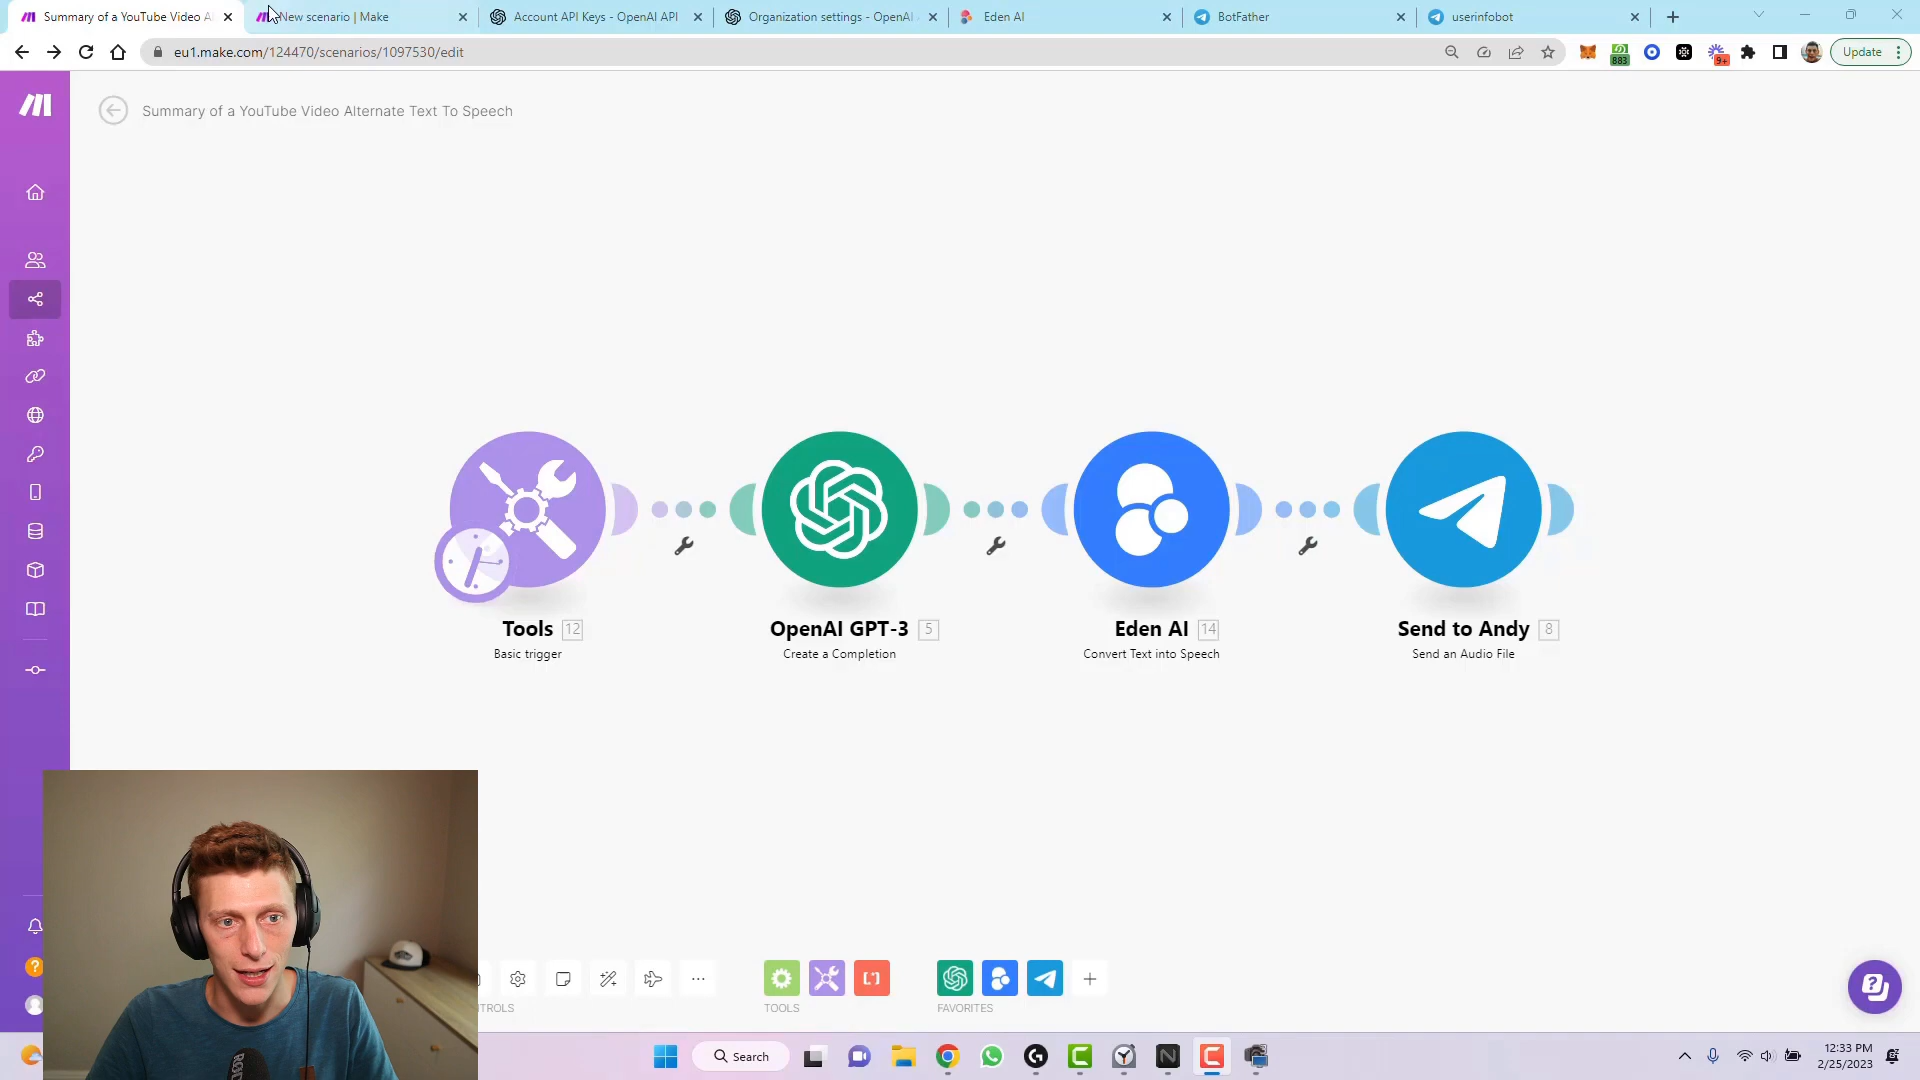 Summary of a YouTube Video A
New scenario | Make
Account API Keys - OpenAI API
Organization settings - OpenAI
Eden AI
BotFather
userinfobot
eu1.make.com/124470/scenarios/1097530/edit
883
9+
Update
Summary of a YouTube Video Alternate Text To Speech
Tools 12
Basic trigger
OpenAI GPT-3 5
Create a Completion
Eden AI 14
Convert Text into Speech
Send to Andy 8
Send an Audio File
TROLS
TOOLS
FAVORITES
Search
12:33 PM
2/25/2023